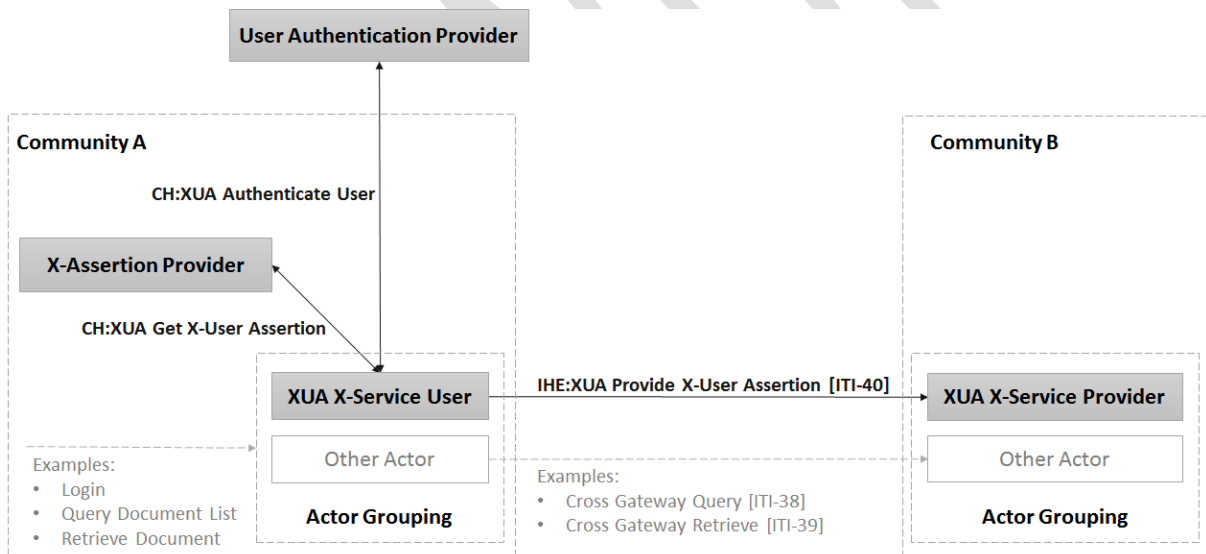 User Authentication Provider
Community A
Community B
CH:XUA Authenticate User
X-Assertion Provider
CH:XUA Get X-User Assertion
XUA X-Service User
IHE:XUA Provide X-User Assertion [ITI-40]
XUA X-Service Provider
Other Actor
Other Actor
Examples:
• Login
• Query Document List
• Retrieve Document
Actor Grouping
Examples:
• Cross Gateway Query [ITI-38]
• Cross Gateway Retrieve [ITI-39]
Actor Grouping